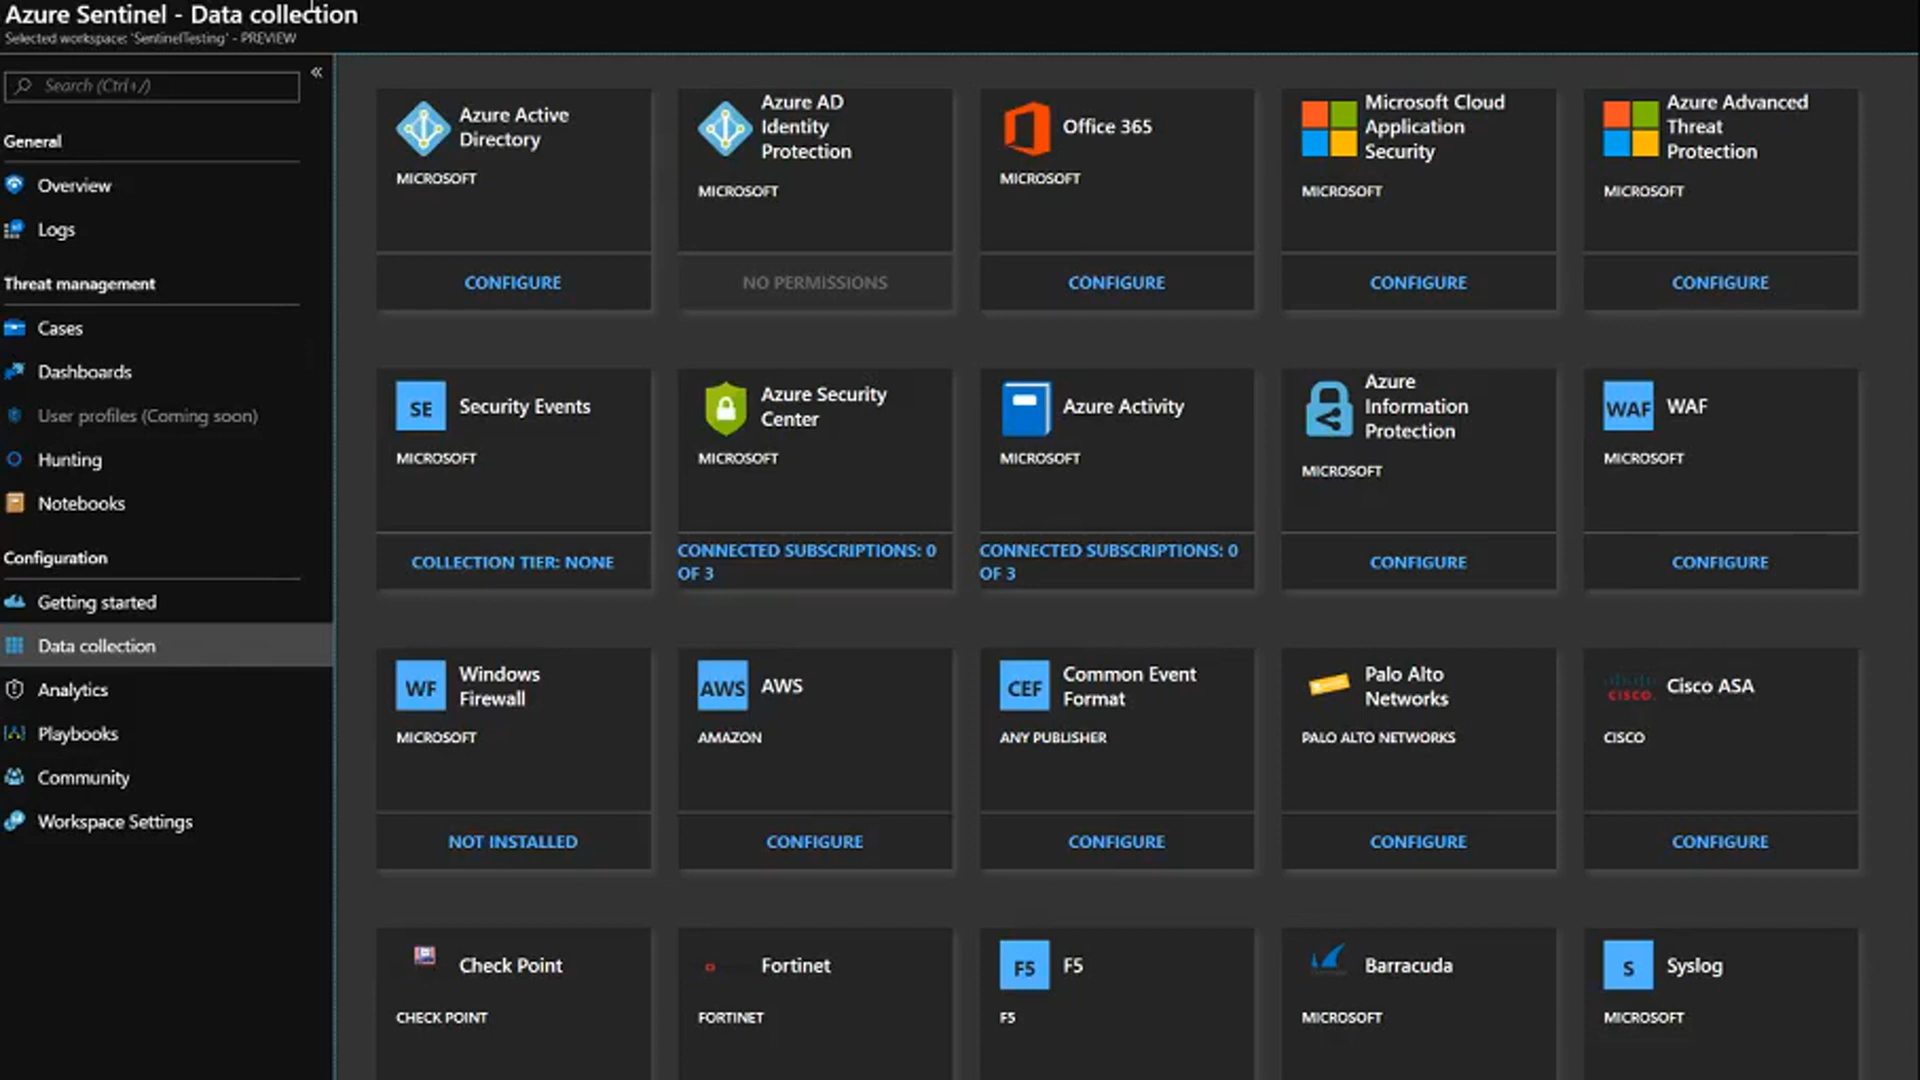 Azure Sentinel - Data collection
Selected workspace: 'SentinelTesting' - PREVIEW
Search (Ctrl+/)
«
General
Overview
Logs
Threat management
Cases
Dashboards
User profiles (Coming soon)
Hunting
Notebooks
Configuration
Getting started
Data collection
Analytics
Playbooks
Community
Workspace Settings
Azure Active
Directory
MICROSOFT
CONFIGURE
Azure AD
Identity
Protection
MICROSOFT
NO PERMISSIONS
Office 365
MICROSOFT
CONFIGURE
Microsoft Cloud
Application
Security
MICROSOFT
CONFIGURE
Azure Advanced
Threat
Protection
MICROSOFT
CONFIGURE
SE
Security Events
MICROSOFT
COLLECTION TIER: NONE
Azure Security
Center
MICROSOFT
CONNECTED SUBSCRIPTIONS: 0
OF 3
Azure Activity
MICROSOFT
CONNECTED SUBSCRIPTIONS: 0
OF 3
Azure
Information
Protection
MICROSOFT
CONFIGURE
WAF
WAF
MICROSOFT
CONFIGURE
WF
Windows
Firewall
MICROSOFT
NOT INSTALLED
AWS
AWS
AMAZON
CONFIGURE
CEF
Common Event
Format
ANY PUBLISHER
CONFIGURE
Palo Alto
Networks
PALO ALTO NETWORKS
CONFIGURE
CISCO
Cisco ASA
CISCO
CONFIGURE
Check Point
CHECK POINT
Fortinet
FORTINET
F5
F5
F5
Barracuda
MICROSOFT
S
Syslog
MICROSOFT